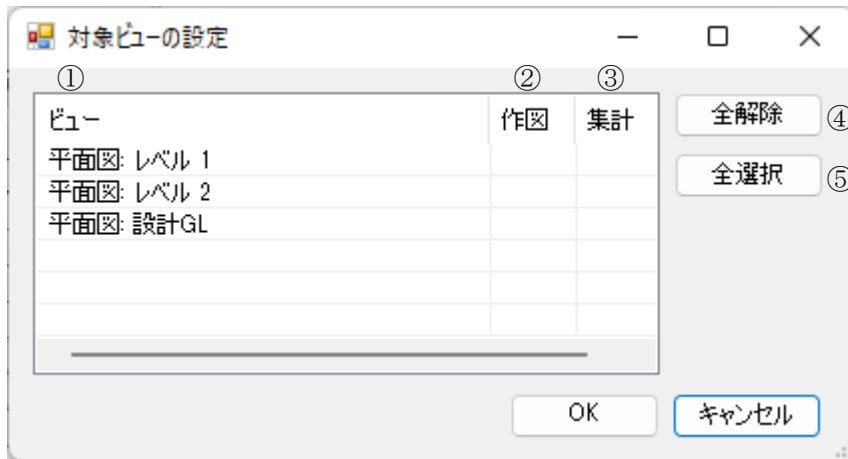 対象ビューの設定
① ② ③
ビュー 作図 集計
全解除 ④
全選択 ⑤
平面図: レベル 1
平面図: レベル 2
平面図: 設計GL
OK キャンセル